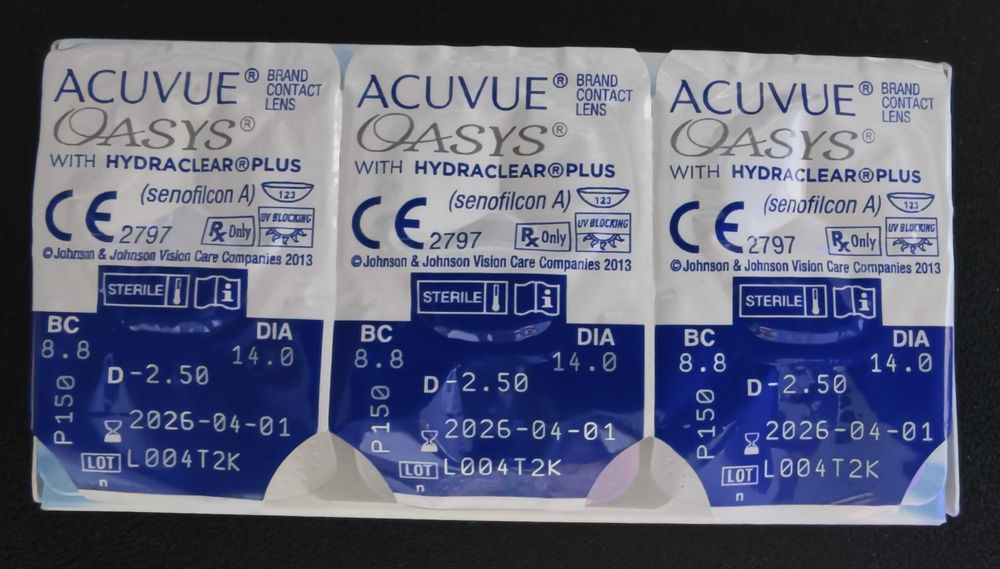 ACUVUE® BRAND CONTACT LENS
OASYS®
WITH HYDRACLEAR®PLUS
(senofilcon A) 123
CE 2797 Rx Only UV BLOCKING
©Johnson & Johnson Vision Care Companies 2013
STERILE i
BC DIA
8.8 14.0
D -2.50
P150
2026-04-01
LOT L004T2K
n
ACUVUE® BRAND CONTACT LENS
OASYS®
WITH HYDRACLEAR®PLUS
(senofilcon A) 123
CE 2797 Rx Only UV BLOCKING
©Johnson & Johnson Vision Care Companies 2013
STERILE i
BC DIA
8.8 14.0
D -2.50
P150
2026-04-01
LOT L004T2K
n
ACUVUE® BRAND CONTACT LENS
OASYS®
WITH HYDRACLEAR®PLUS
(senofilcon A) 123
CE 2797 Rx Only UV BLOCKING
©Johnson & Johnson Vision Care Companies 2013
STERILE i
BC DIA
8.8 14.0
D -2.50
P150
2026-04-01
LOT L004T2K
n